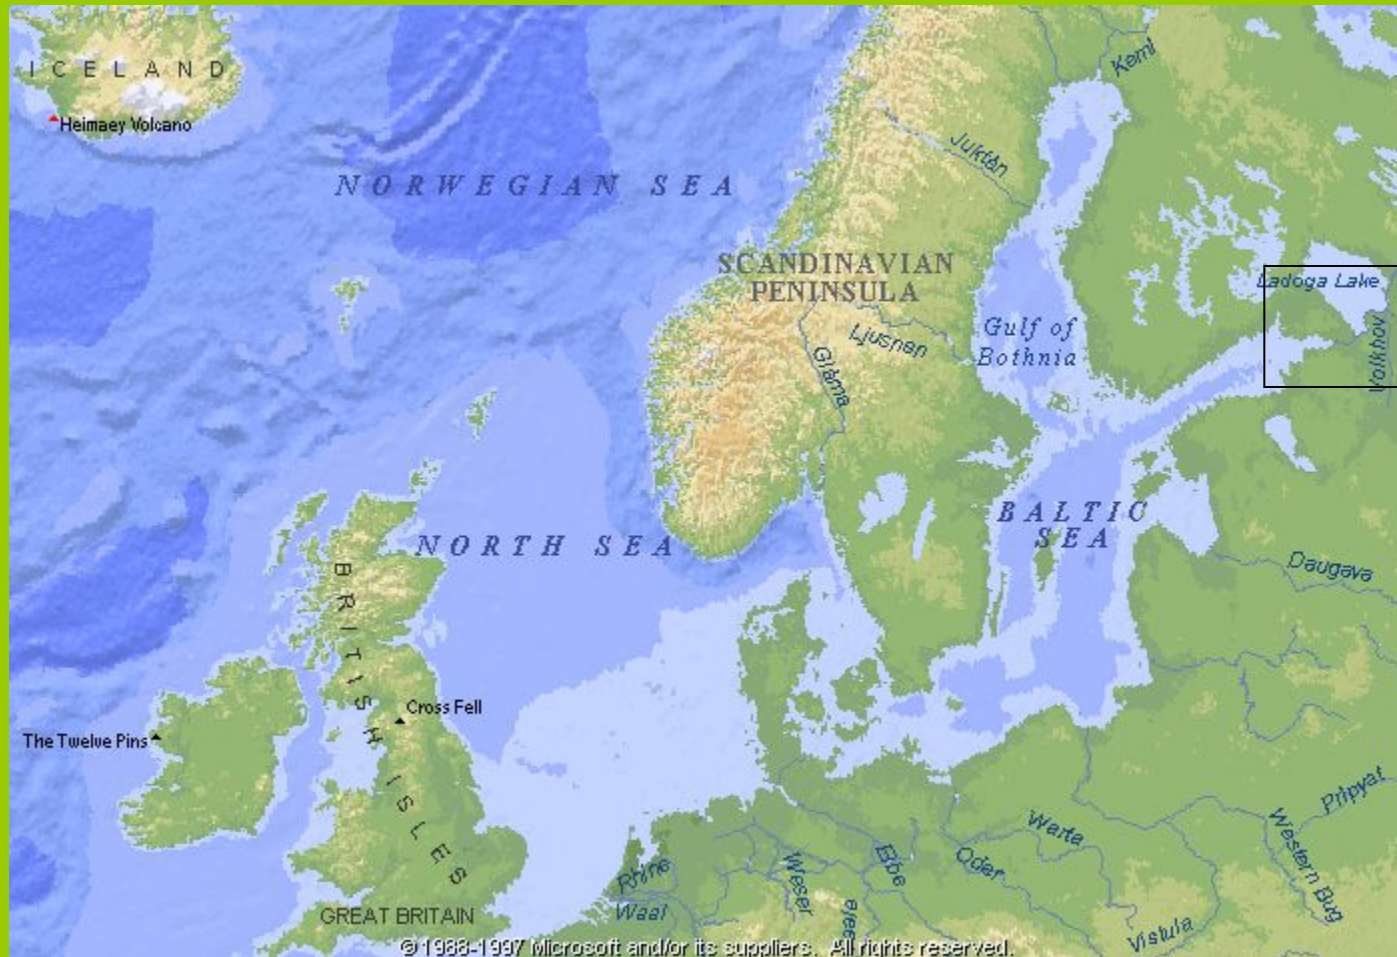 I C E L A N D
Heimaey Volcano
NORWEGIAN SEA
Kemi
Juktån
SCANDINAVIAN
PENINSULA
Ladoga Lake
Gulf of
Bothnia
Ljusnan
Glåma
Volkhov
BALTIC
SEA
NORTH SEA
Daugava
BRITISH ISLES
Cross Fell
The Twelve Pins
Pripyat
Western Bug
Warta
Oder
Elbe
Weser
Rhine
Waal
Vistula
GREAT BRITAIN
© 1988-1997 Microsoft and/or its suppliers. All rights reserved.